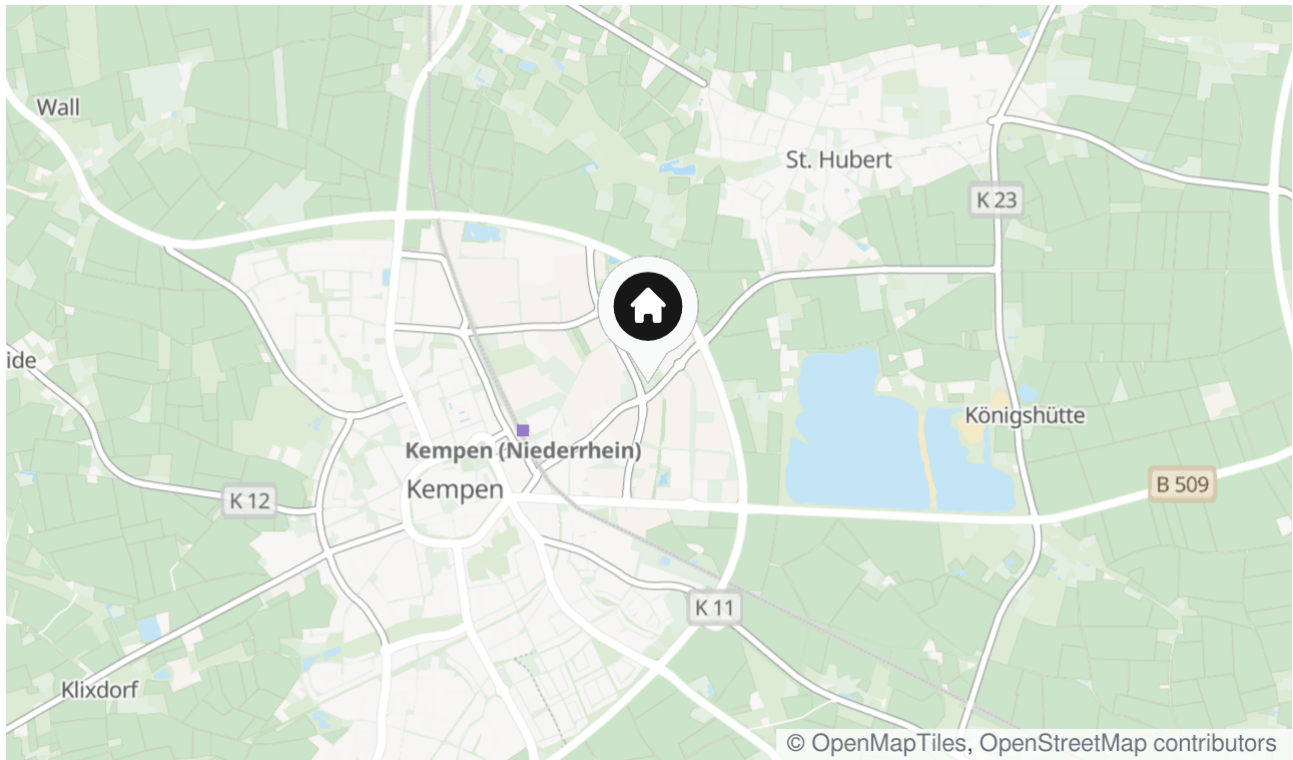 Wall
St. Hubert
K 23
ide
Königshütte
Kempen (Niederrhein)
Kempen
K 12
B 509
K 11
Klixdorf
© OpenMapTiles, OpenStreetMap contributors